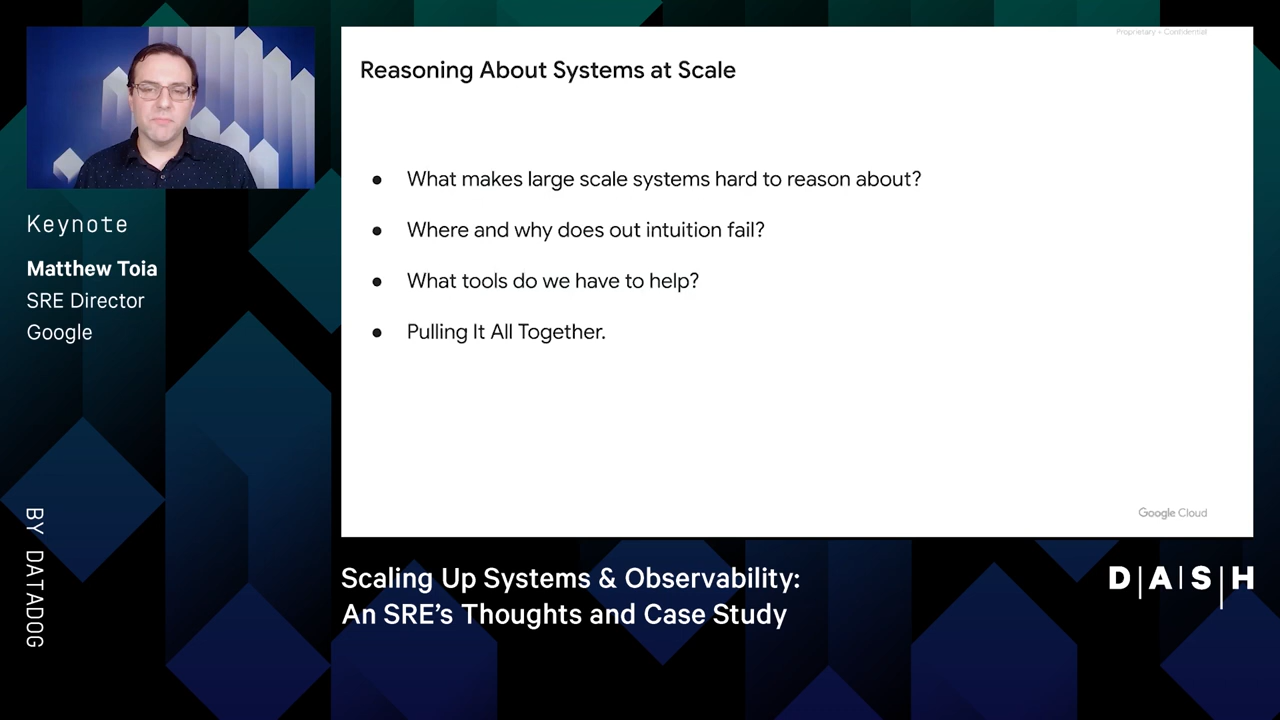 Proprietary + Confidential
Reasoning About Systems at Scale
• What makes large scale systems hard to reason about?
• Where and why does out intuition fail?
• What tools do we have to help?
• Pulling It All Together.
Google Cloud
Keynote
Matthew Toia
SRE Director
Google
BY DATADOG
Scaling Up Systems & Observability:
An SRE's Thoughts and Case Study
D|A|S|H